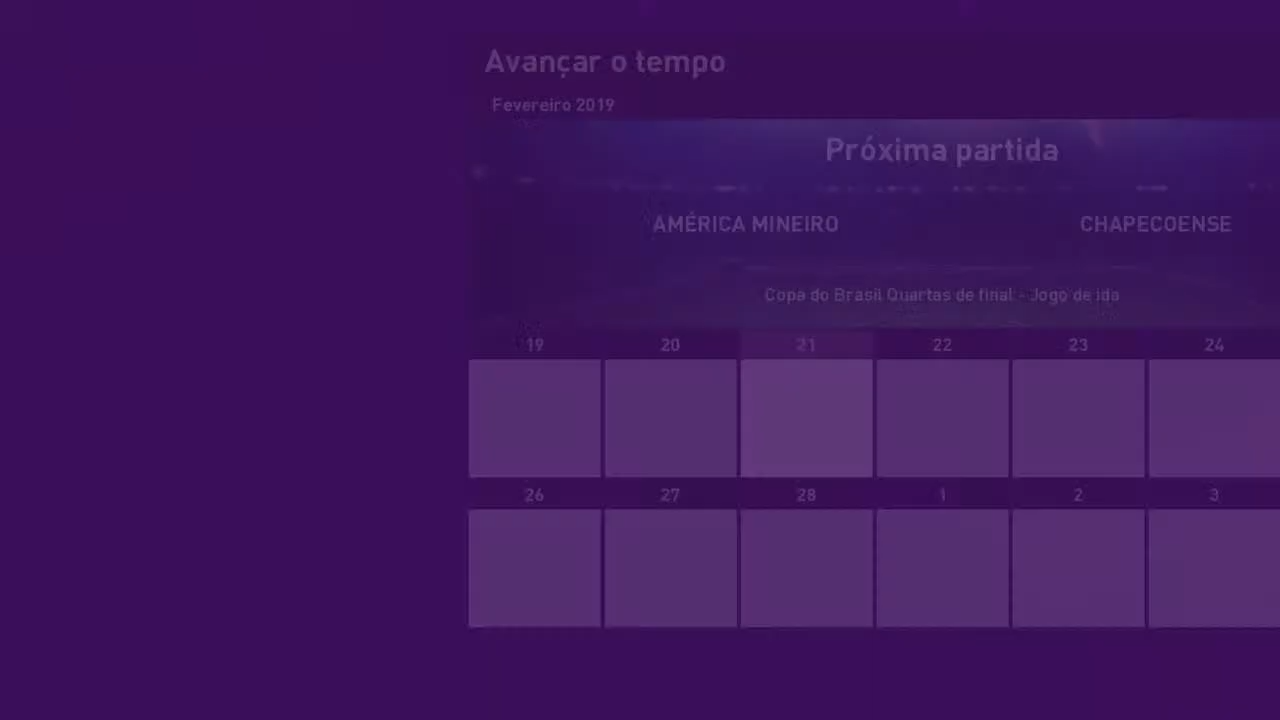 Avançar o tempo
Fevereiro 2019
Próxima partida
AMÉRICA MINEIRO CHAPECOENSE
Copa do Brasil Quartas de final - Jogo de ida
19 20 21 22 23 24
26 27 28 1 2 3